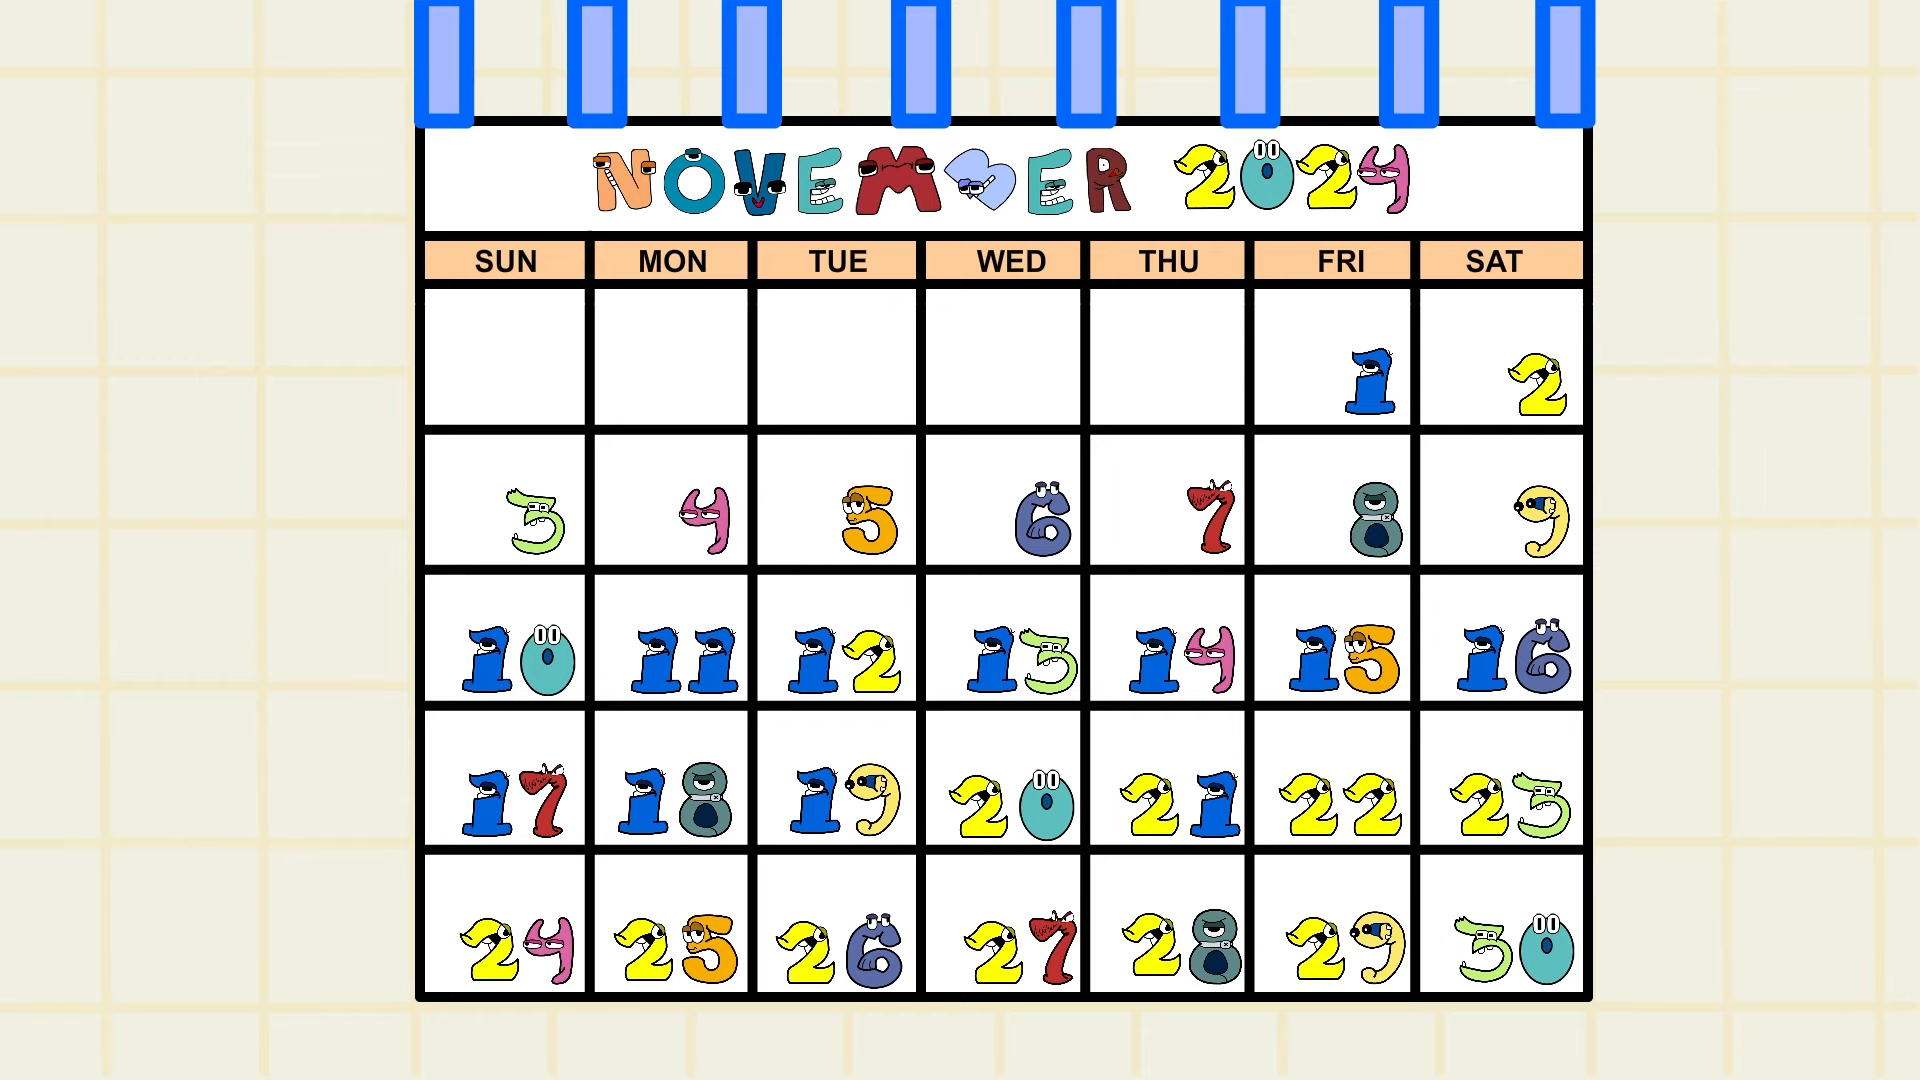 NOVEMBER 2024
SUN MON TUE WED THU FRI SAT
1 2
3 4 5 6 7 8 9
10 11 12 13 14 15 16
17 18 19 20 21 22 23
24 25 26 27 28 29 30